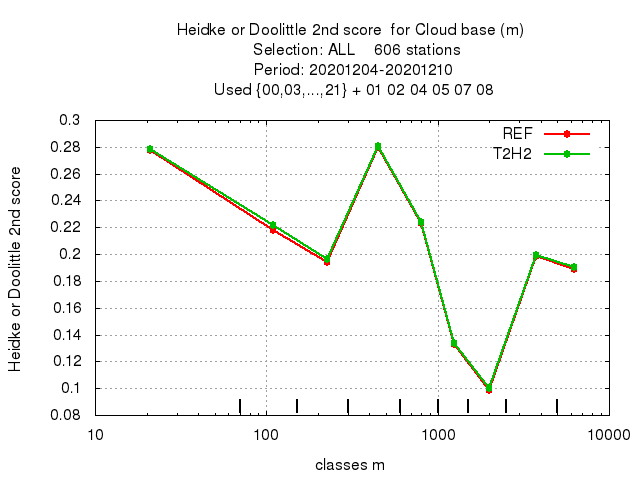 Heidke or Doolittle 2nd score  for Cloud base (m)
Selection: ALL    606 stations
Period: 20201204-20201210
Used {00,03,...,21} + 01 02 04 05 07 08
REF
T2H2
0.3
0.28
0.26
0.24
0.22
0.2
0.18
0.16
0.14
0.12
0.1
0.08
Heidke or Doolittle 2nd score
10 100 1000 10000
classes m